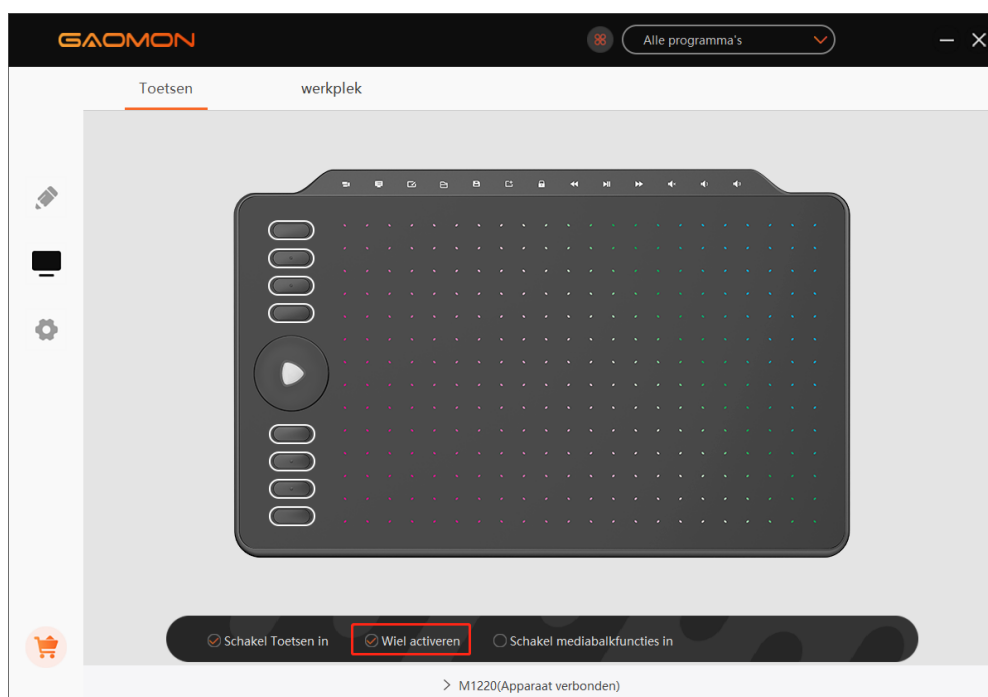 GAOMON
Alle programma's
Toetsen
werkplek
Schakel Toetsen in
Wiel activeren
Schakel mediabalkfuncties in
M1220(Apparaat verbonden)